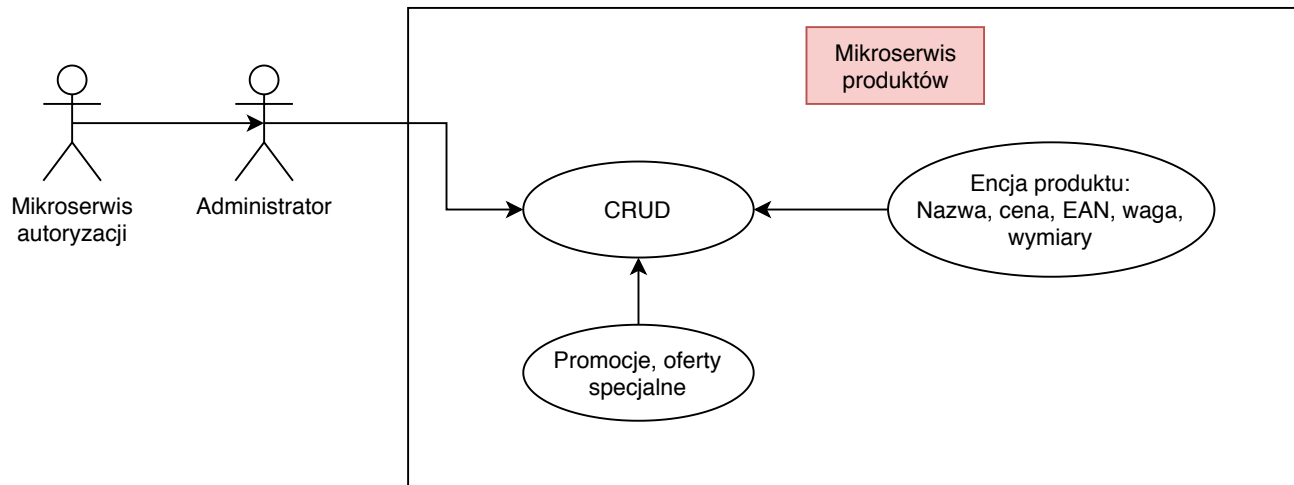 Mikroserwis
produktów
Mikroserwis
autoryzacji
Administrator
CRUD
Encja produktu:
Nazwa, cena, EAN, waga,
wymiary
Promocje, oferty
specjalne